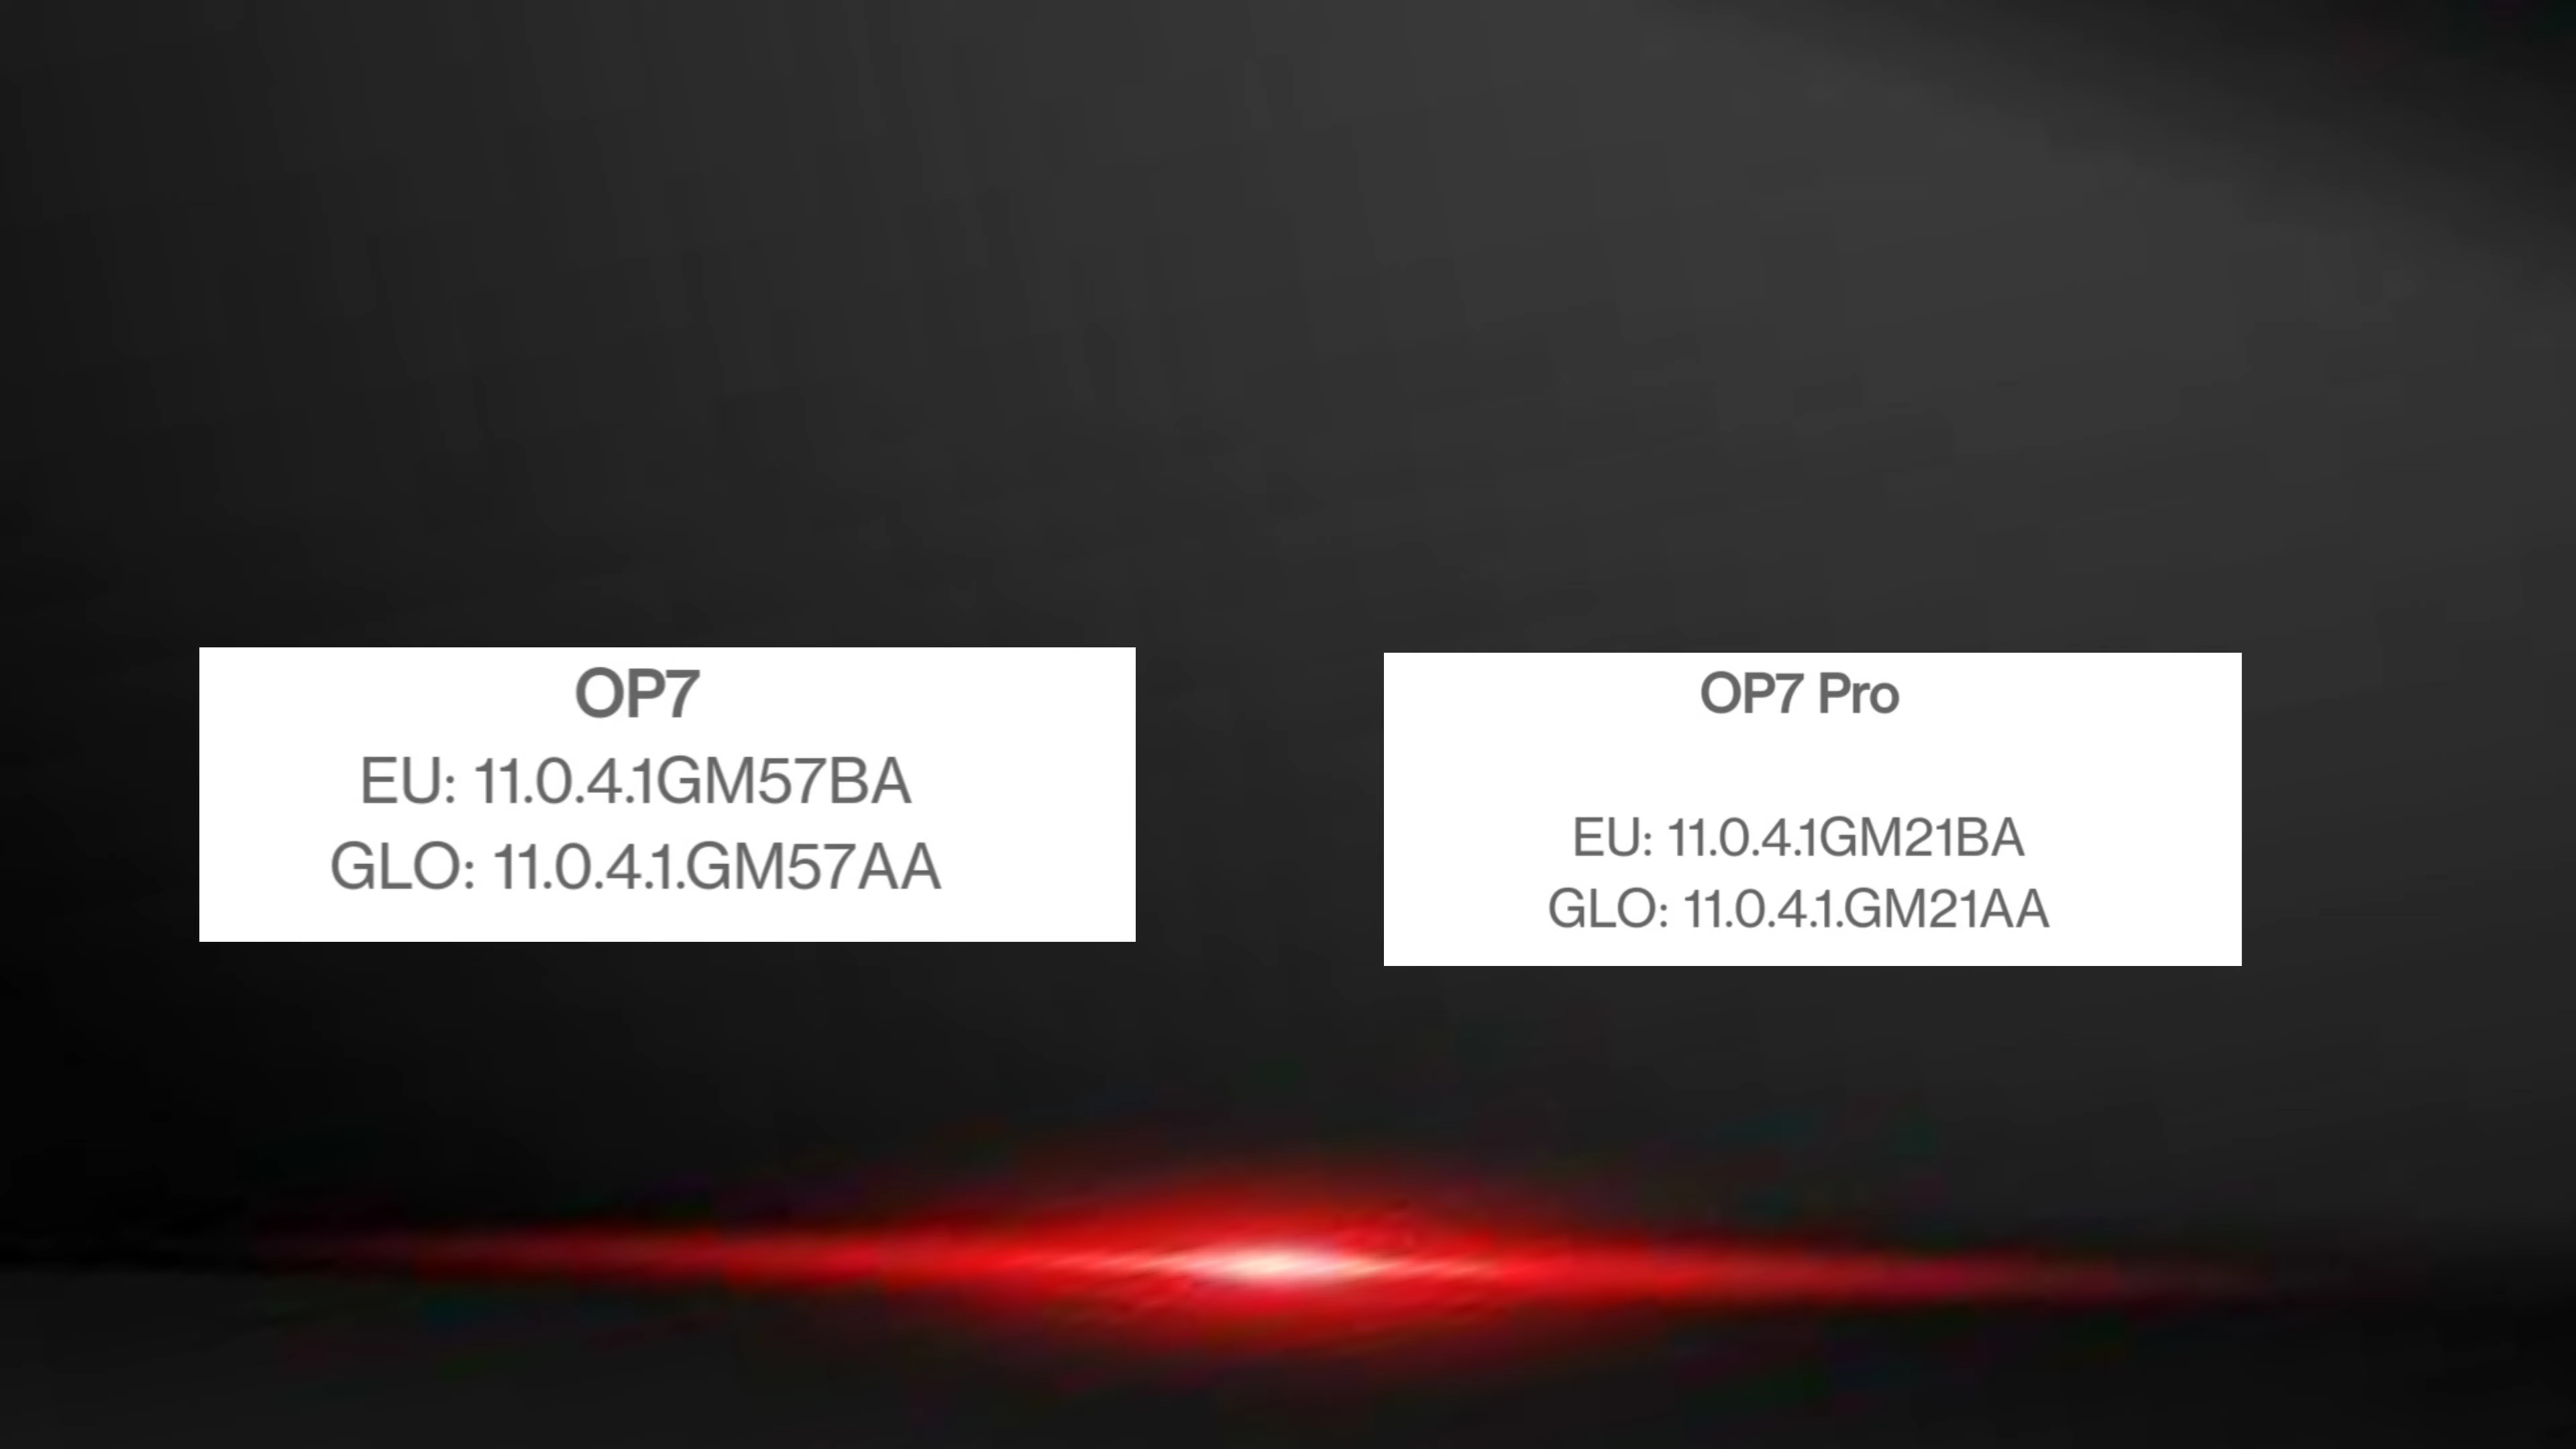 OP7
EU: 11.0.4.1GM57BA
GLO: 11.0.4.1.GM57AA
OP7 Pro
EU: 11.0.4.1GM21BA
GLO: 11.0.4.1.GM21AA